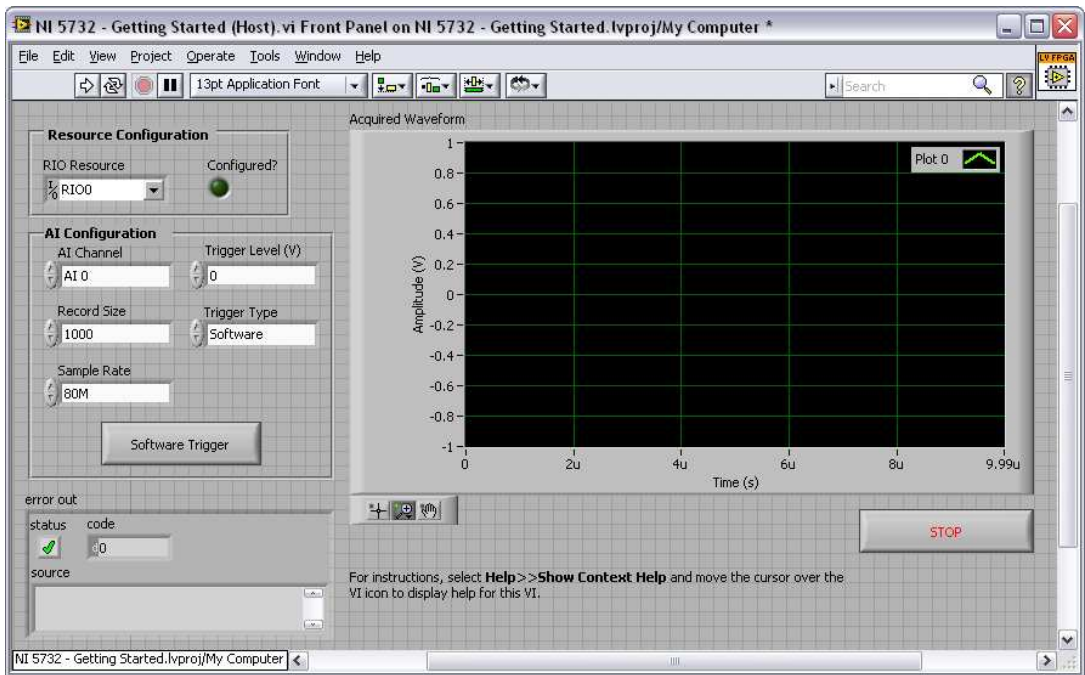 NI 5732 - Getting Started (Host).vi Front Panel on NI 5732 - Getting Started.lvproj/My Computer *
File Edit View Project Operate Tools Window Help
13pt Application Font
Search
LV FPGA
Resource Configuration
RIO Resource
Configured?
I/O RIO0
AI Configuration
AI Channel
Trigger Level (V)
AI 0
0
Record Size
Trigger Type
1000
Software
Sample Rate
80M
Software Trigger
error out
status code
d0
source
Acquired Waveform
Plot 0
Amplitude (V)
1
0.8
0.6
0.4
0.2
0
-0.2
-0.4
-0.6
-0.8
-1
0 2u 4u 6u 8u 9.99u
Time (s)
STOP
For instructions, select Help>>Show Context Help and move the cursor over the
VI icon to display help for this VI.
NI 5732 - Getting Started.lvproj/My Computer